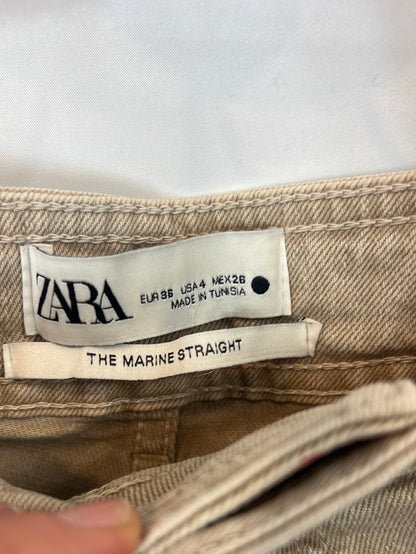 ZARA
EUR 36 USA 4 MEX 26
MADE IN TUNISIA
THE MARINE STRAIGHT